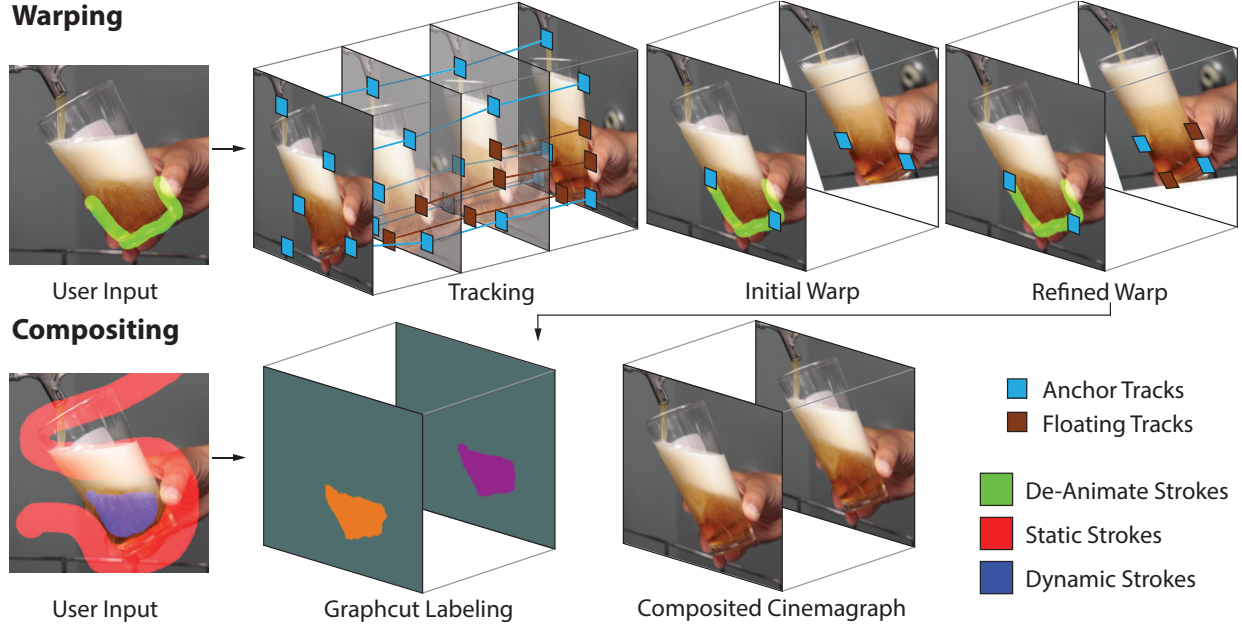 Warping
User Input
Tracking
Initial Warp
Refined Warp
Compositing
User Input
Graphcut Labeling
Composited Cinemagraph
Anchor Tracks
Floating Tracks
De-Animate Strokes
Static Strokes
Dynamic Strokes